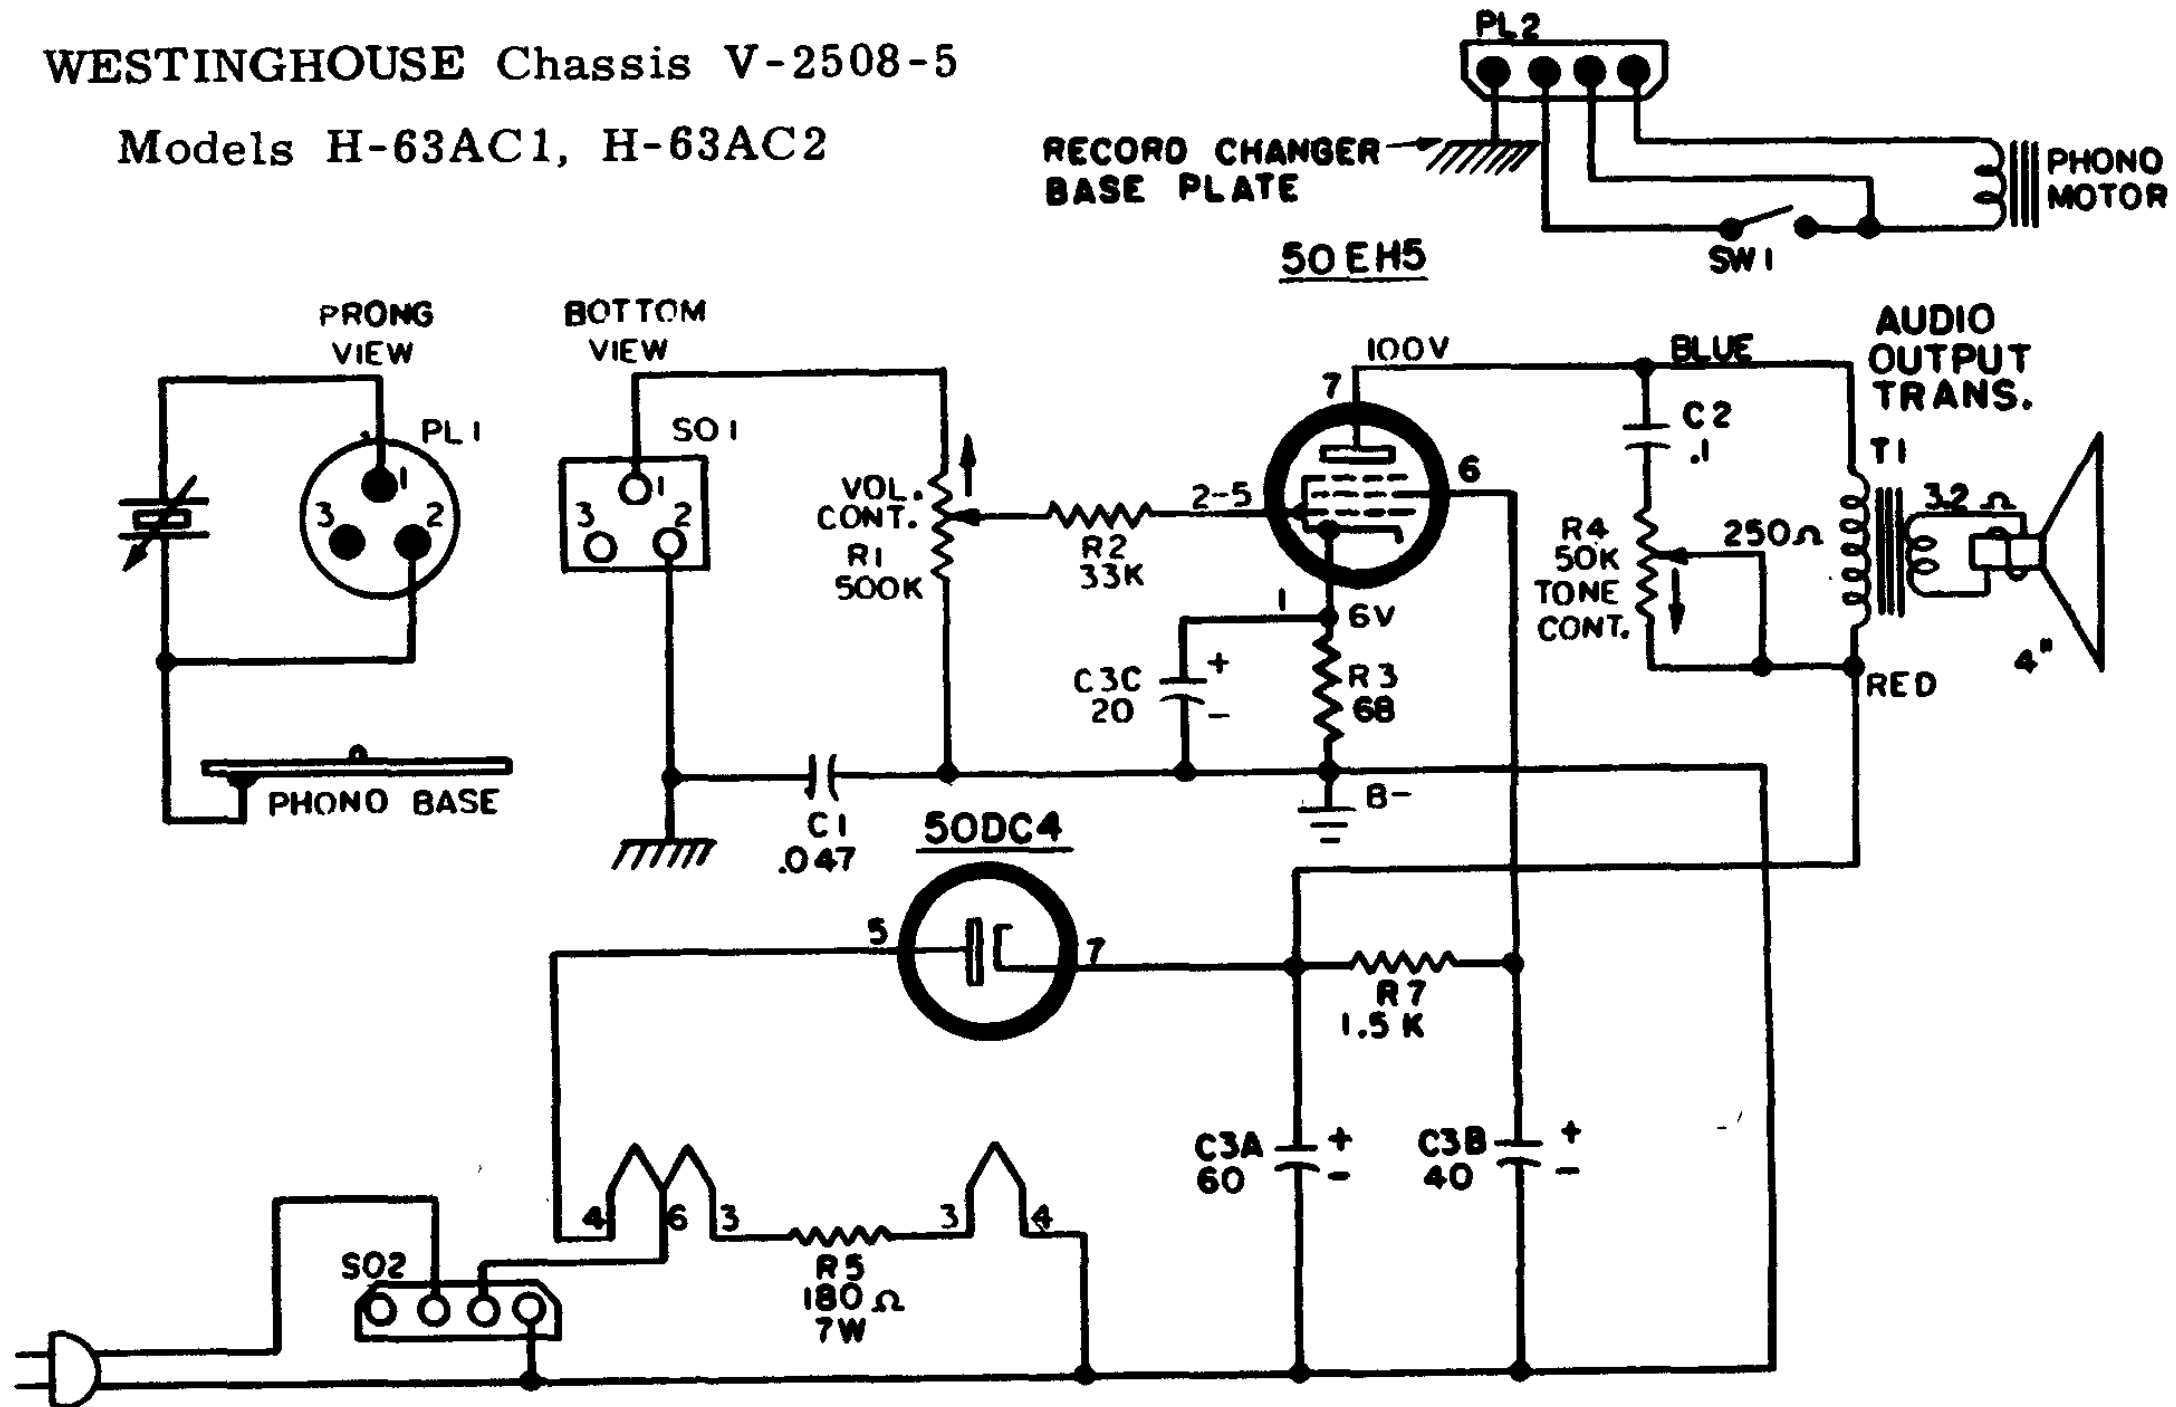 WESTINGHOUSE Chassis V-2508-5
Models H-63AC1, H-63AC2
PL2
RECORD CHANGER
BASE PLATE
PHONO
MOTOR
SW1
50EH5
PRONG
VIEW
BOTTOM
VIEW
PL1
1
2
3
SO1
1
2
3
VOL.
CONT.
R1
500K
R2
33K
2-5
7
100V
6
1
6V
BLUE
C2
.1
R4
50K
TONE
CONT.
250Ω
AUDIO
OUTPUT
TRANS.
T1
3.2 Ω
4"
RED
C3C
20
+
-
R3
68
B-
PHONO BASE
C1
.047
50DC4
5
7
R7
1.5 K
C3A
60
+
-
C3B
40
+
-
4
6
3
R5
180Ω
7W
3
4
SO2